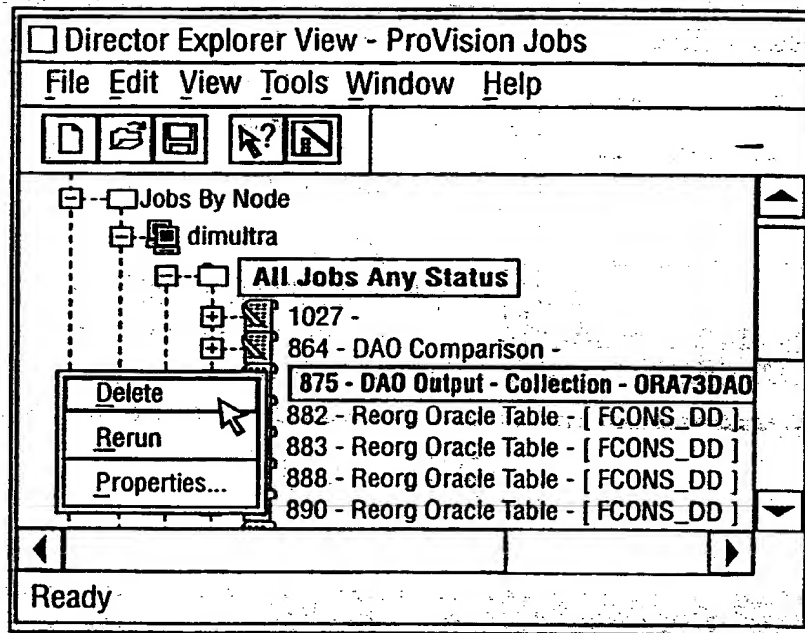 Director Explorer View - ProVision Jobs
File Edit View Tools Window Help
?
Jobs By Node
dimultra
All Jobs Any Status
1027 -
864 - DAO Comparison -
875 - DAO Output - Collection - ORA73DAO
882 - Reorg Oracle Table - [ FCONS_DD ]
883 - Reorg Oracle Table - [ FCONS_DD ]
888 - Reorg Oracle Table - [ FCONS_DD ]
890 - Reorg Oracle Table - [ FCONS_DD ]
Delete
Rerun
Properties...
Ready